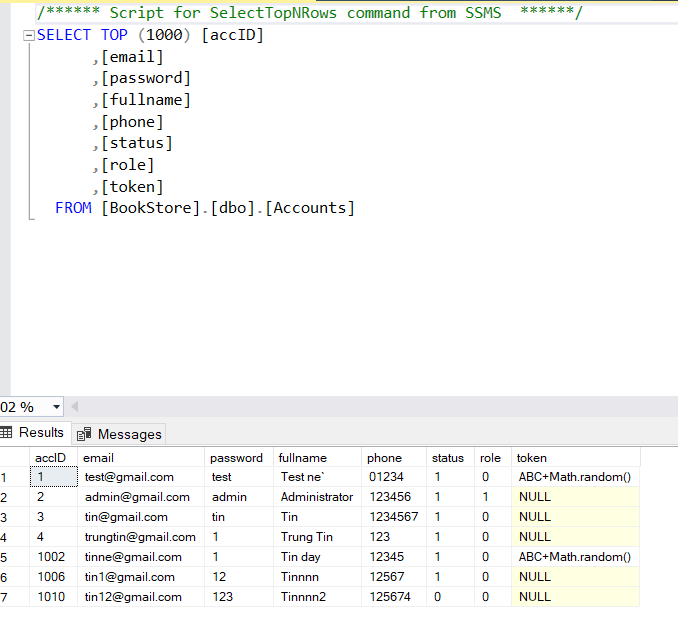 /****** Script for SelectTopNRows command from SSMS  ******/
SELECT TOP (1000) [accID]
      ,[email]
      ,[password]
      ,[fullname]
      ,[phone]
      ,[status]
      ,[role]
      ,[token]
  FROM [BookStore].[dbo].[Accounts]
02 %
Results Messages
accID email password fullname phone status role token
1 1 test@gmail.com test Test ne` 01234 1 0 ABC+Math.random()
2 2 admin@gmail.com admin Administrator 123456 1 1 NULL
3 3 tin@gmail.com tin Tin 1234567 1 0 NULL
4 4 trungtin@gmail.com 1 Trung Tin 123 1 0 NULL
5 1002 tinne@gmail.com 1 Tin day 12345 1 0 ABC+Math.random()
6 1006 tin1@gmail.com 12 Tinnnn 12567 1 0 NULL
7 1010 tin12@gmail.com 123 Tinnnn2 125674 0 0 NULL